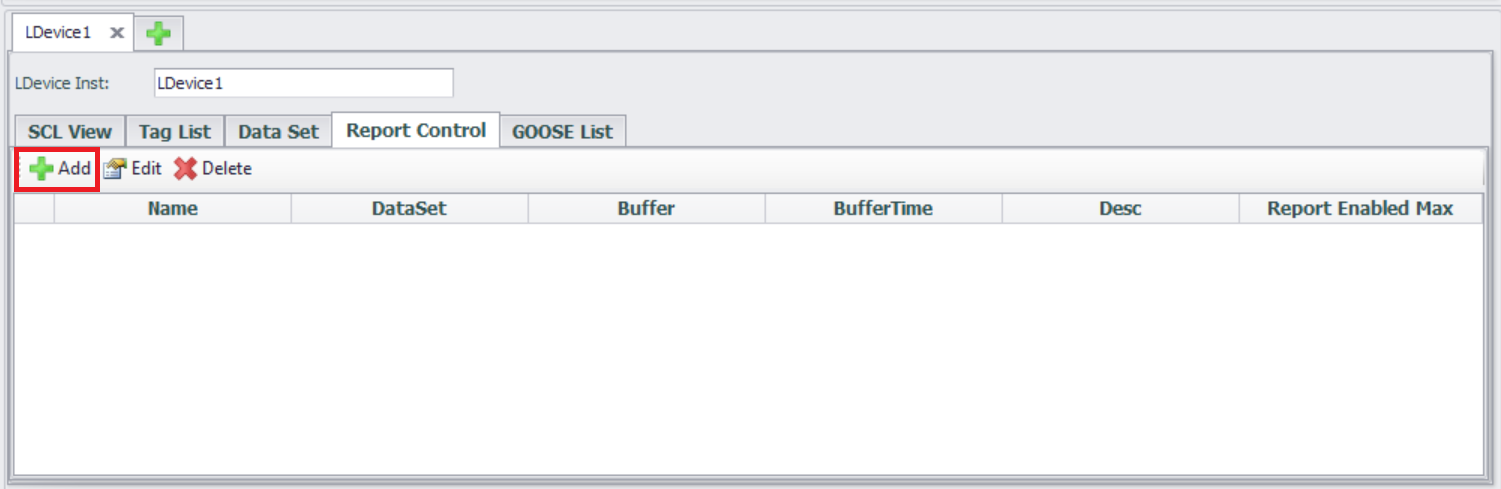 LDevice1
LDevice Inst: LDevice1
SCL View Tag List Data Set Report Control GOOSE List
Add Edit Delete
Name DataSet Buffer BufferTime Desc Report Enabled Max